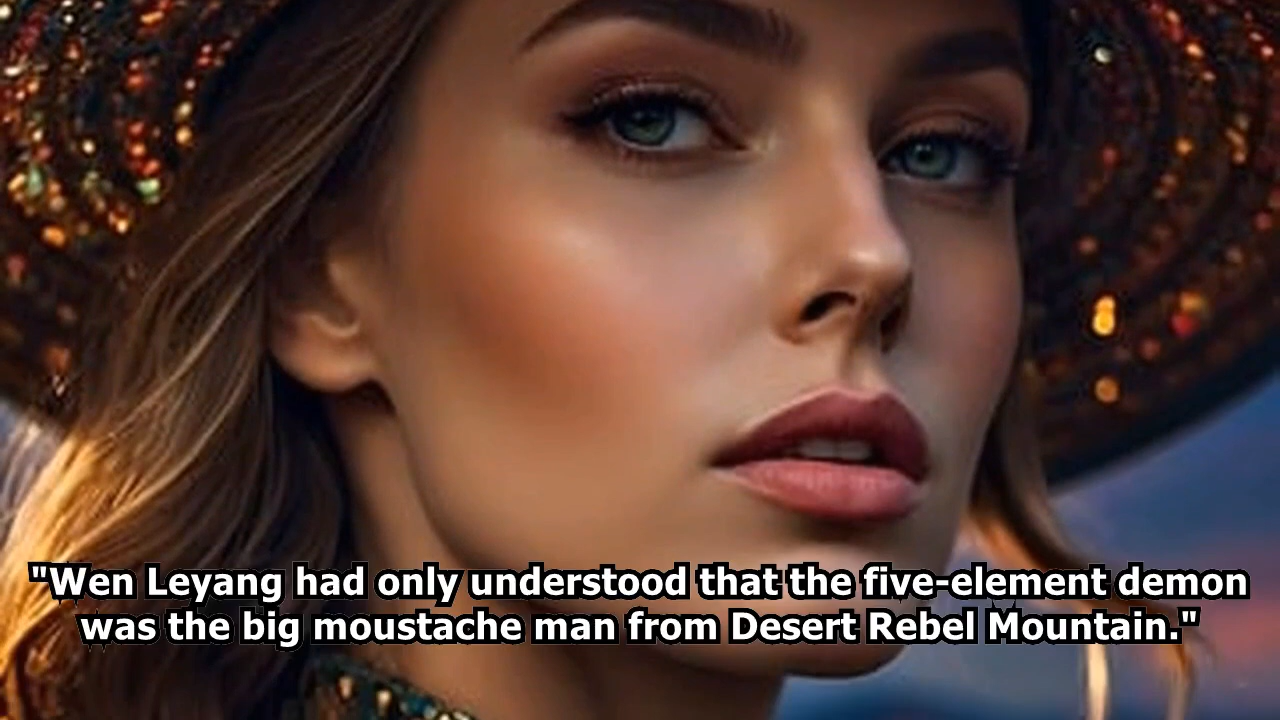 "Wen Leyang had only understood that the five-element demon
was the big moustache man from Desert Rebel Mountain."